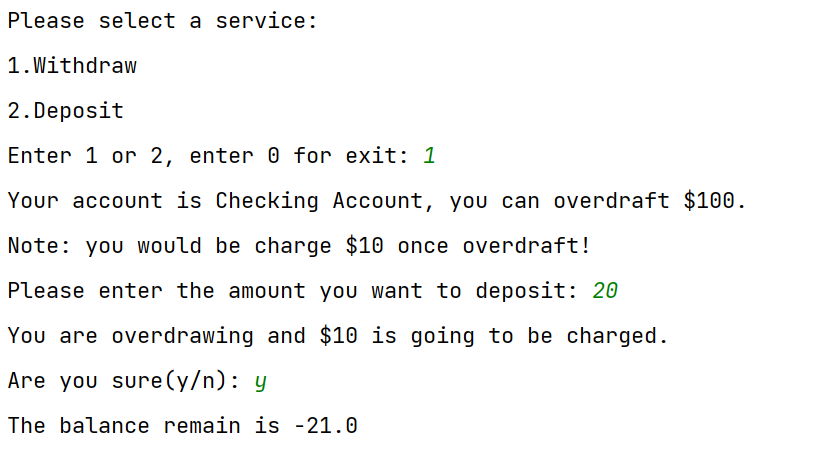 Please select a service:
1.Withdraw
2.Deposit
Enter 1 or 2, enter 0 for exit: 1
Your account is Checking Account, you can overdraft $100.
Note: you would be charge $10 once overdraft!
Please enter the amount you want to deposit: 20
You are overdrawing and $10 is going to be charged.
Are you sure(y/n): y
The balance remain is -21.0